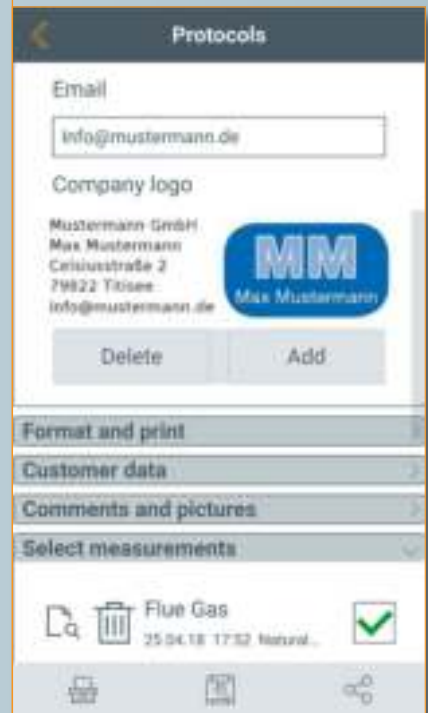 Protocols
Email
info@mustermann.de
Company logo
Mustermann GmbH
Max Mustermann
Celsiusstraße 2
79822 Titisee
info@mustermann.de
MM
Max Mustermann
Delete Add
Format and print
Customer data
Comments and pictures
Select measurements
Flue Gas
25.04.18 17:52 Natural...